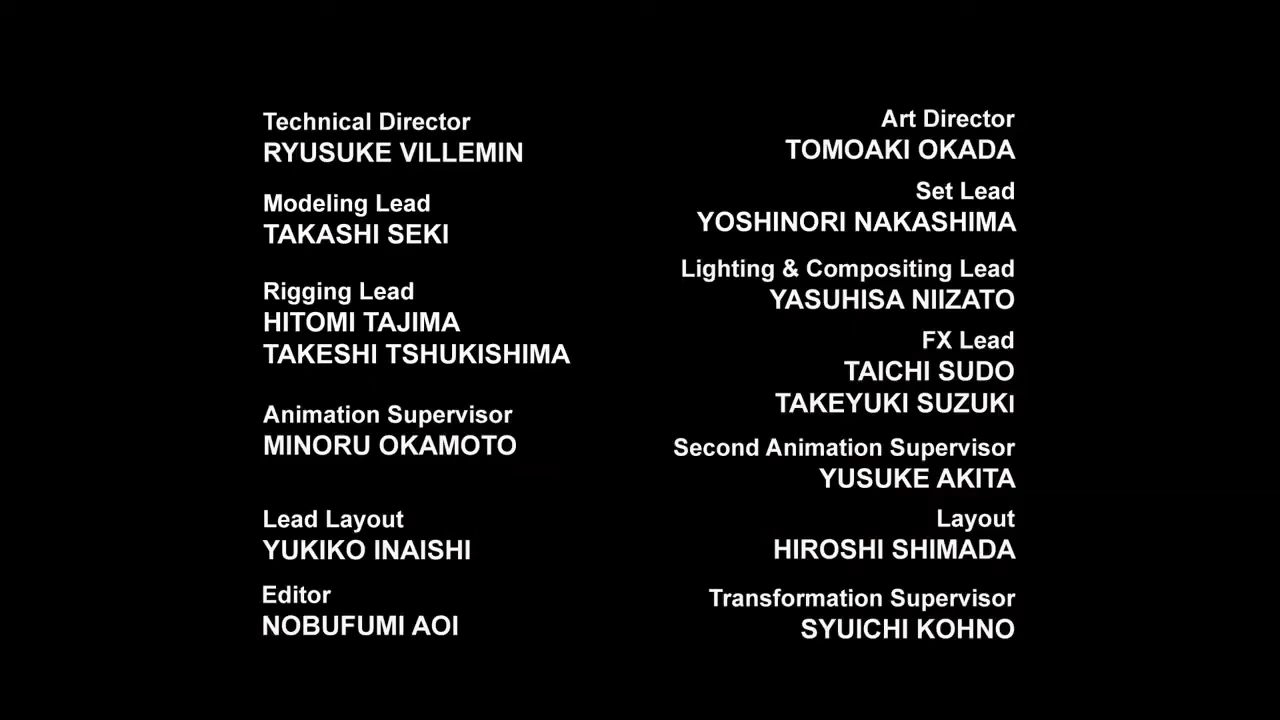 Technical Director
RYUSUKE VILLEMIN
Modeling Lead
TAKASHI SEKI
Rigging Lead
HITOMI TAJIMA
TAKESHI TSHUKISHIMA
Animation Supervisor
MINORU OKAMOTO
Lead Layout
YUKIKO INAISHI
Editor
NOBUFUMI AOI
Art Director
TOMOAKI OKADA
Set Lead
YOSHINORI NAKASHIMA
Lighting & Compositing Lead
YASUHISA NIIZATO
FX Lead
TAICHI SUDO
TAKEYUKI SUZUKI
Second Animation Supervisor
YUSUKE AKITA
Layout
HIROSHI SHIMADA
Transformation Supervisor
SYUICHI KOHNO